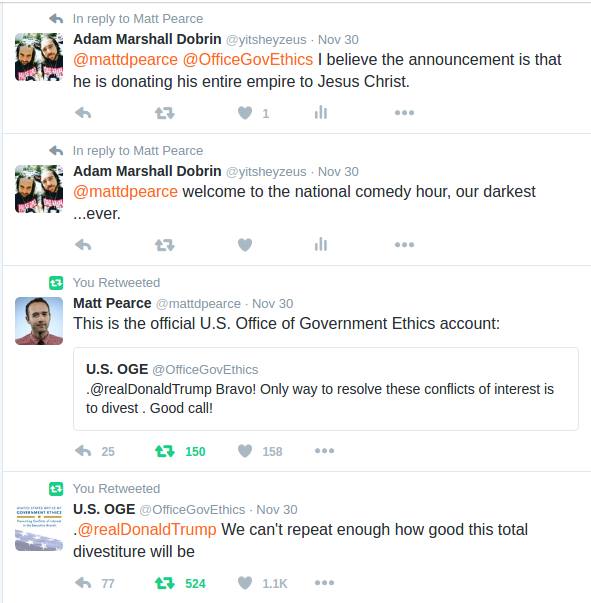 In reply to Matt Pearce
Adam Marshall Dobrin @yitsheyzeus · Nov 30
@mattdpearce @OfficeGovEthics I believe the announcement is that
he is donating his entire empire to Jesus Christ.
1
In reply to Matt Pearce
Adam Marshall Dobrin @yitsheyzeus · Nov 30
@mattdpearce welcome to the national comedy hour, our darkest
...ever.
You Retweeted
Matt Pearce @mattdpearce · Nov 30
This is the official U.S. Office of Government Ethics account:
U.S. OGE @OfficeGovEthics
.@realDonaldTrump Bravo! Only way to resolve these conflicts of interest is
to divest . Good call!
25 150 158
You Retweeted
U.S. OGE @OfficeGovEthics · Nov 30
.@realDonaldTrump We can't repeat enough how good this total
divestiture will be
77 524 1.1K